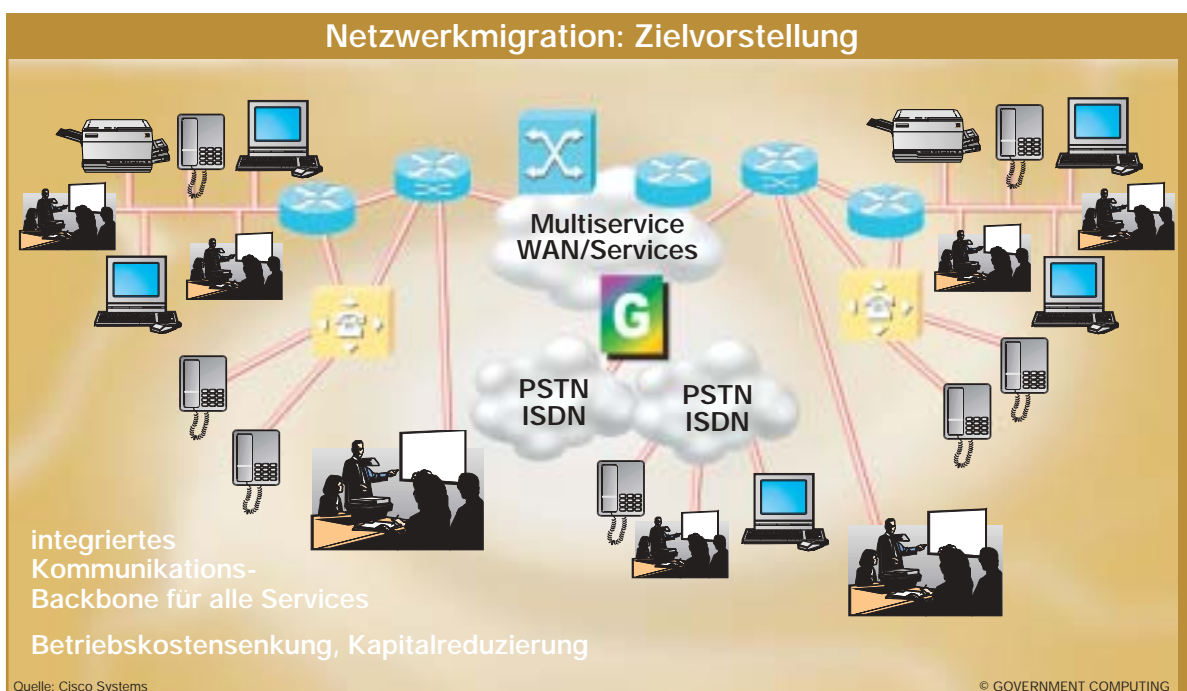 Netzwerkmigration: Zielvorstellung
Multiservice
WAN/Services
G
PSTN
ISDN
PSTN
ISDN
integriertes
Kommunikations-
Backbone für alle Services
Betriebskostensenkung, Kapitalreduzierung
Quelle: Cisco Systems
© GOVERNMENT COMPUTING